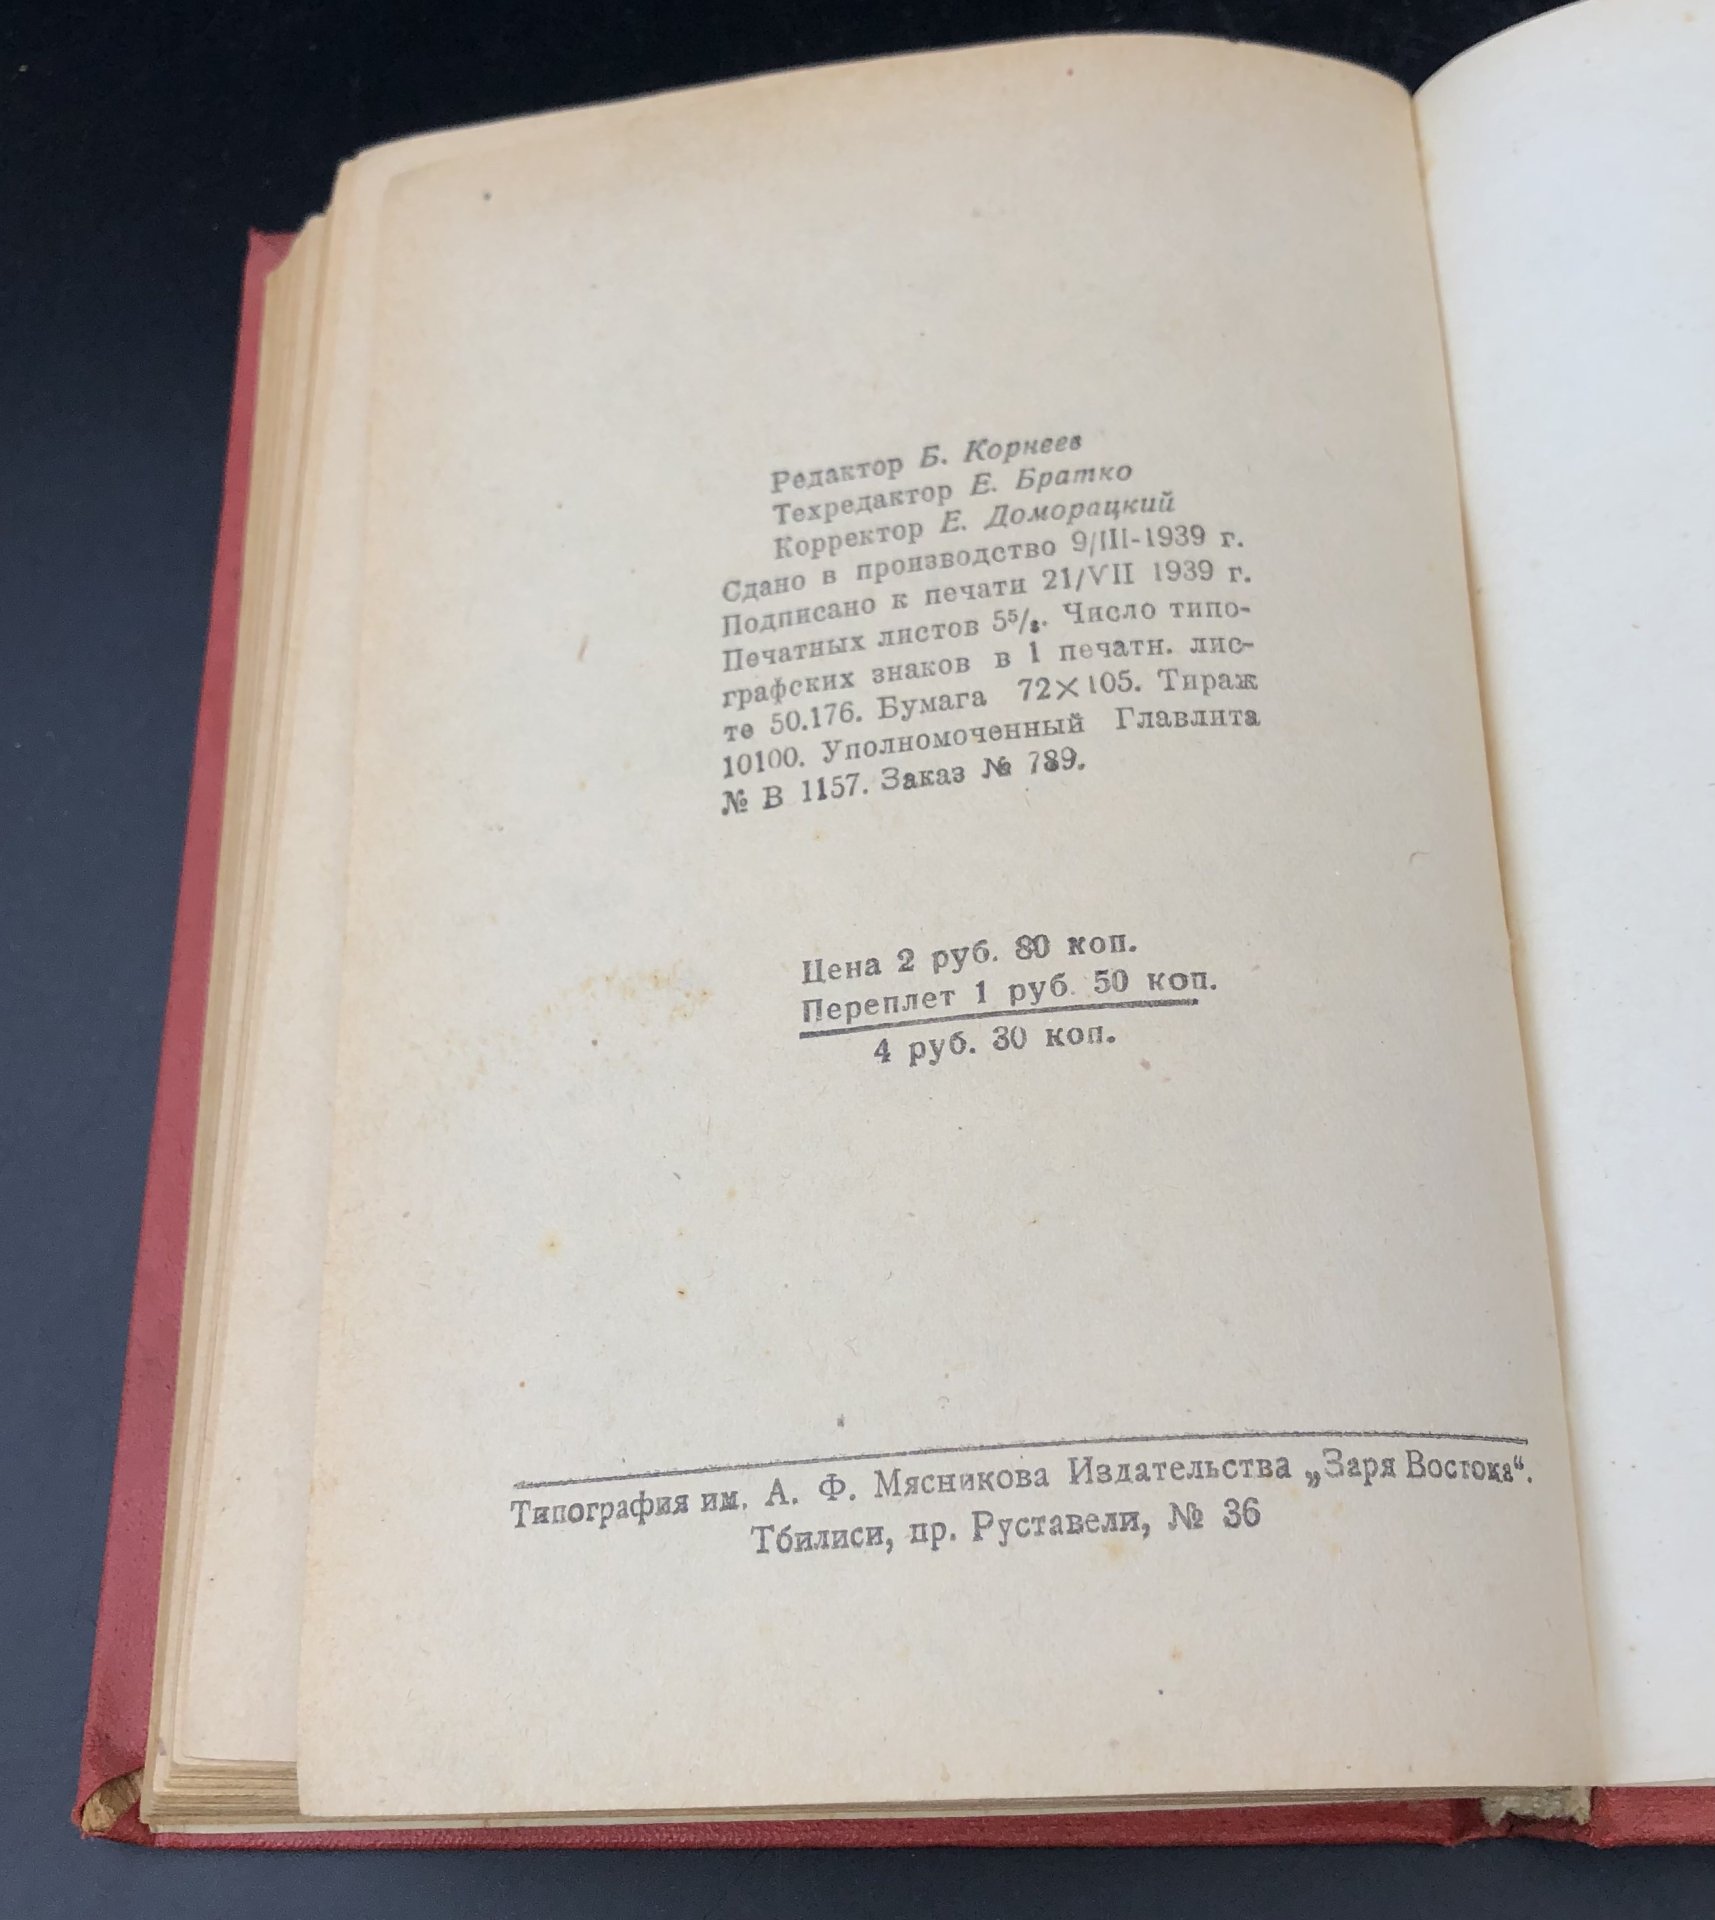 Редактор Б. Корнеев
Техредактор Е. Братко
Корректор Е. Доморацкий
Сдано в производство 9/III-1939 г.
Подписано к печати 21/VII 1939 г.
Печатных листов 5⁵/₈. Число типо-
графских знаков в 1 печатн. лис-
те 50.176. Бумага 72×105. Тираж
10100. Уполномоченный Главлита
№ В 1157. Заказ № 789.
Цена 2 руб. 80 коп.
Переплет 1 руб. 50 коп.
4 руб. 30 коп.
Типография им. А. Ф. Мясникова Издательства „Заря Востока“.
Тбилиси, пр. Руставели, № 36